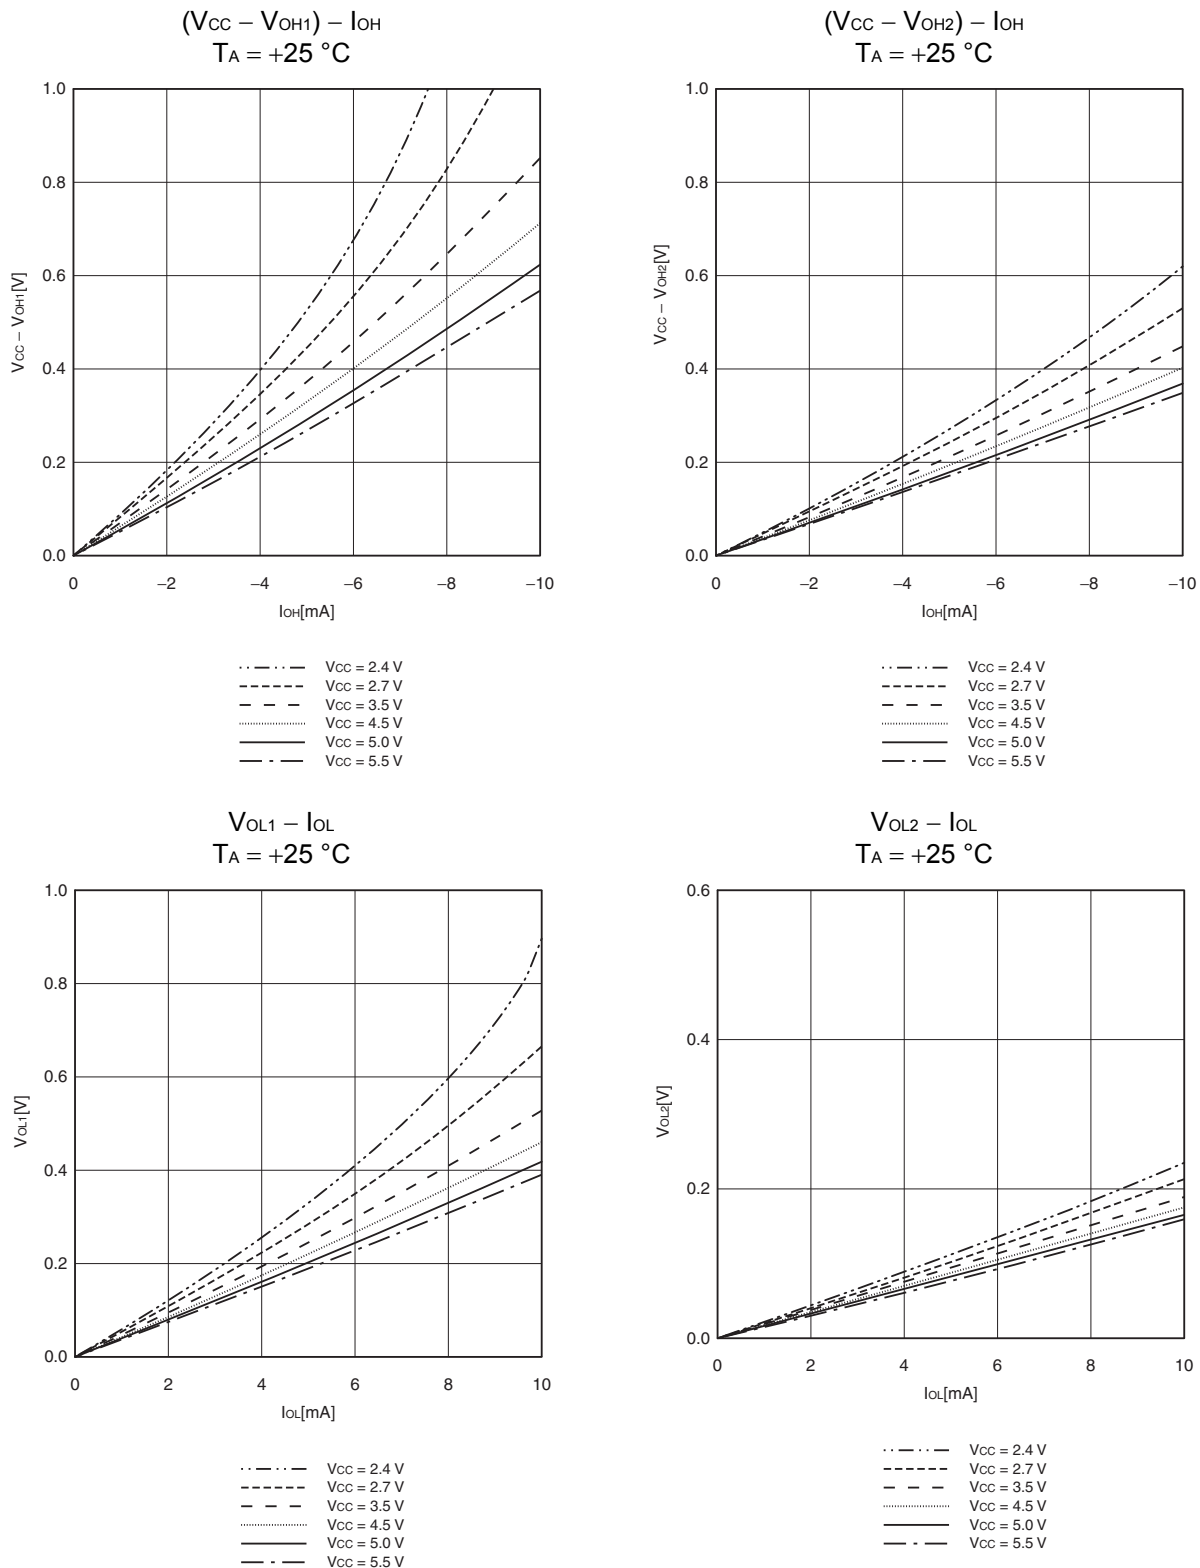 (VCC – VOH1) – IOH
TA = +25 °C
1.0
0.8
0.6
0.4
0.2
0.0
VCC – VOH1[V]
0 –2 –4 –6 –8 –10
IOH[mA]
VCC = 2.4 V
VCC = 2.7 V
VCC = 3.5 V
VCC = 4.5 V
VCC = 5.0 V
VCC = 5.5 V
(VCC – VOH2) – IOH
TA = +25 °C
1.0
0.8
0.6
0.4
0.2
0.0
VCC – VOH2[V]
0 –2 –4 –6 –8 –10
IOH[mA]
VCC = 2.4 V
VCC = 2.7 V
VCC = 3.5 V
VCC = 4.5 V
VCC = 5.0 V
VCC = 5.5 V
VOL1 – IOL
TA = +25 °C
1.0
0.8
0.6
0.4
0.2
0.0
VOL1[V]
0 2 4 6 8 10
IOL[mA]
VCC = 2.4 V
VCC = 2.7 V
VCC = 3.5 V
VCC = 4.5 V
VCC = 5.0 V
VCC = 5.5 V
VOL2 – IOL
TA = +25 °C
0.6
0.4
0.2
0.0
VOL2[V]
0 2 4 6 8 10
IOL[mA]
VCC = 2.4 V
VCC = 2.7 V
VCC = 3.5 V
VCC = 4.5 V
VCC = 5.0 V
VCC = 5.5 V